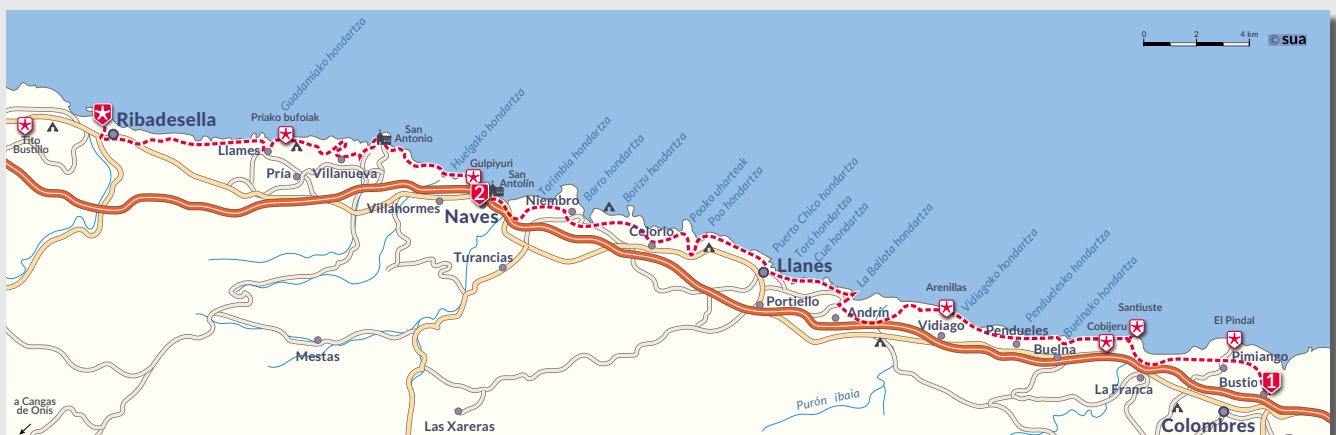 0 2 4 km
© sua
Guadamiako hondartza
Ribadesella
Príako bufoiak
Tito
Bustillo
San
Antonio
Llames
Pría
Villanueva
Huelgako hondartza
Gulpiyuri
San
Antolín
2
Naves
Villahormes
Torimbia hondartza
Niembro
Barro hondartza
Borizu hondartza
Celorio
Pooko uharteak
Poo hondartza
Turancias
Puerto Chico hondartza
Toró hondartza
Cue hondartza
Llanes
La Ballota hondartza
Portiello
Andrín
Arenillas
Vidiagoko hondartza
Vidiago
Penduelesko hondartza
Pendueles
Buelnako hondartza
Buelna
Cobijeru
Santiuste
El Pindal
Pimiango
Bustio
1
La Franca
Colombres
Mestas
Purón ibaia
a Cangas
de Onís
Las Xareras